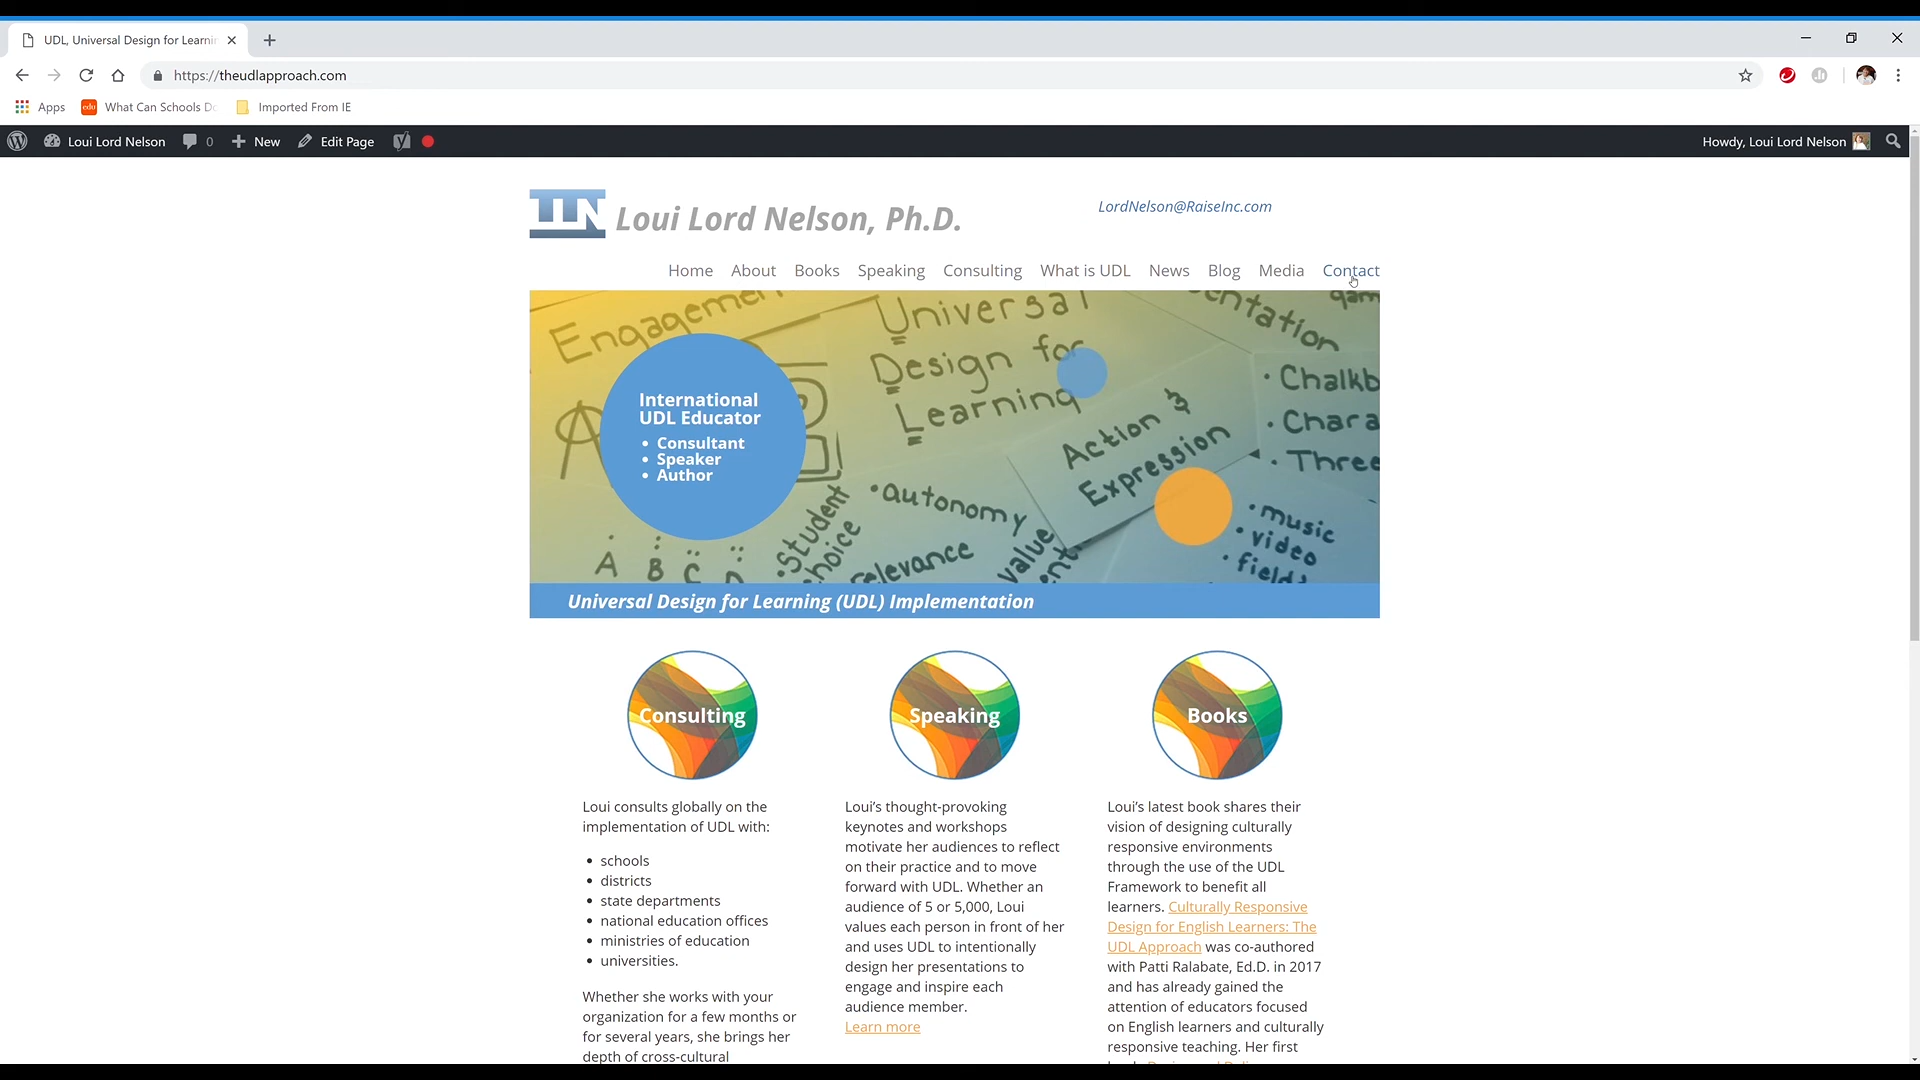 UDL, Universal Design for Learnin
https://theudlapproach.com
Apps
edu
What Can Schools Do
Imported From IE
Loui Lord Nelson
0
New
Edit Page
Howdy, Loui Lord Nelson
LLN
Loui Lord Nelson, Ph.D.
LordNelson@RaiseInc.com
Home About Books Speaking Consulting What is UDL News Blog Media Contact
Engagemen
Universal
Design for
Learning
entation
gam
International
UDL Educator
• Consultant
• Speaker
• Author
Action &
Expression
• Chalkb
• Chara
• Three
• autonomy
• Student
choice
relevance
value
• music
• video
• field
A B C D
Universal Design for Learning (UDL) Implementation
Consulting
Speaking
Books
Loui consults globally on the
implementation of UDL with:
• schools
• districts
• state departments
• national education offices
• ministries of education
• universities.
Whether she works with your
organization for a few months or
for several years, she brings her
depth of cross-cultural
Loui’s thought-provoking
keynotes and workshops
motivate her audiences to reflect
on their practice and to move
forward with UDL. Whether an
audience of 5 or 5,000, Loui
values each person in front of her
and uses UDL to intentionally
design her presentations to
engage and inspire each
audience member.
Learn more
Loui’s latest book shares their
vision of designing culturally
responsive environments
through the use of the UDL
Framework to benefit all
learners. Culturally Responsive
Design for English Learners: The
UDL Approach was co-authored
with Patti Ralabate, Ed.D. in 2017
and has already gained the
attention of educators focused
on English learners and culturally
responsive teaching. Her first